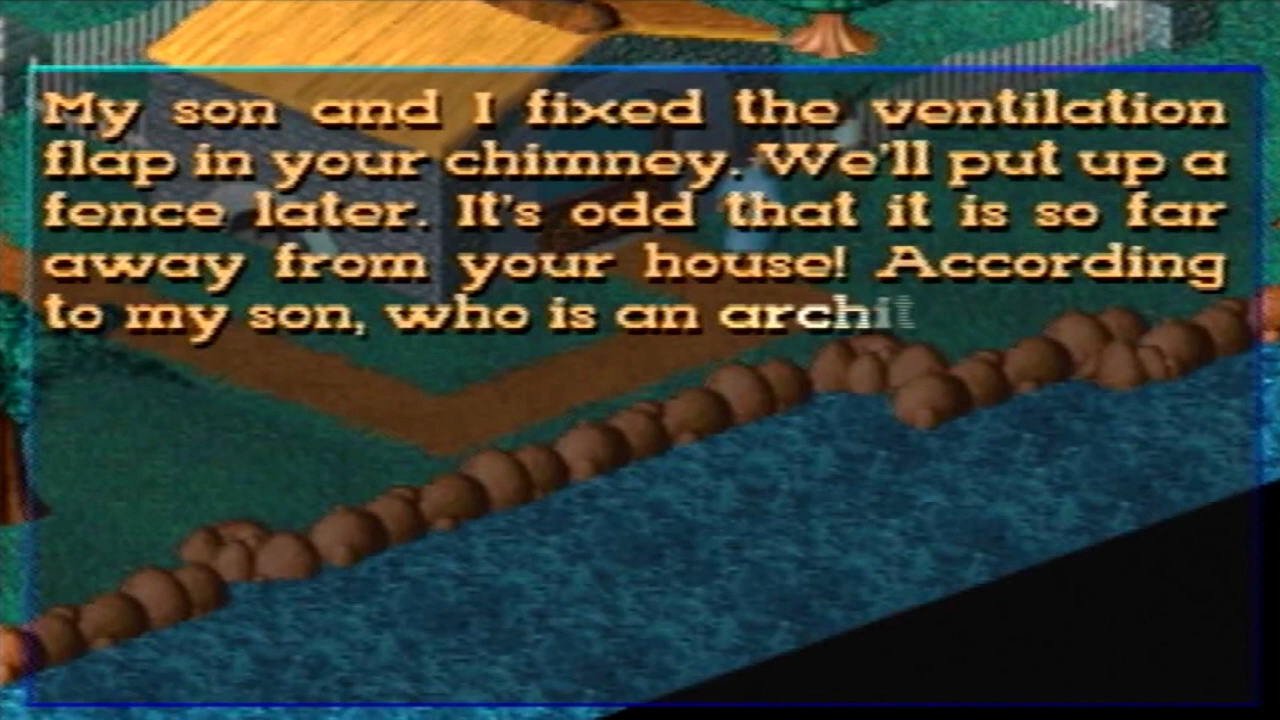 My son and I fixed the ventilation
flap in your chimney. We'll put up a
fence later. It's odd that it is so far
away from your house! According
to my son, who is an archit